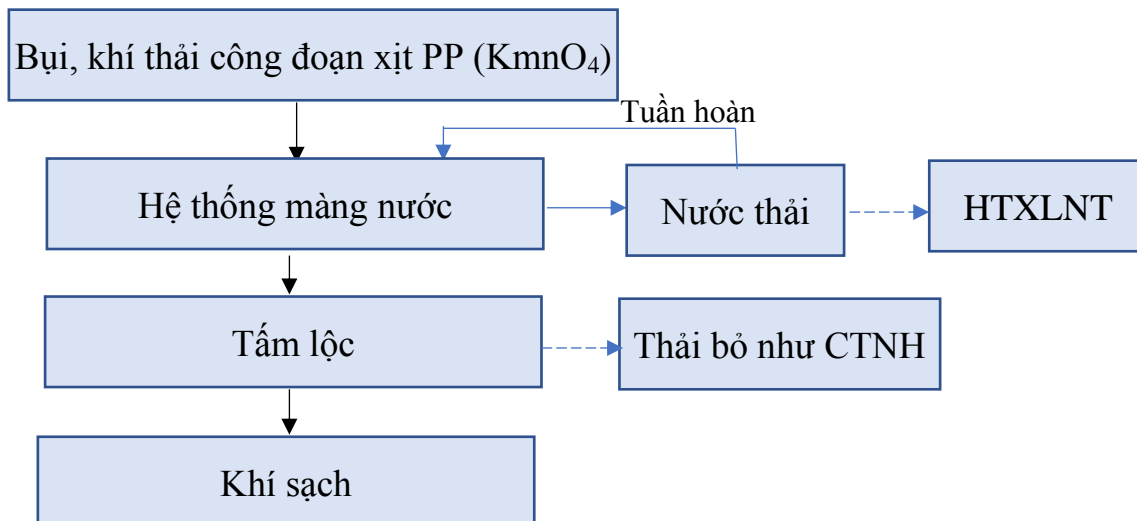 Bụi, khí thải công đoạn xịt PP (KmnO₄)
Tuần hoàn
Hệ thống màng nước
Nước thải
HTXLNT
Tấm lọc
Thải bỏ như CTNH
Khí sạch